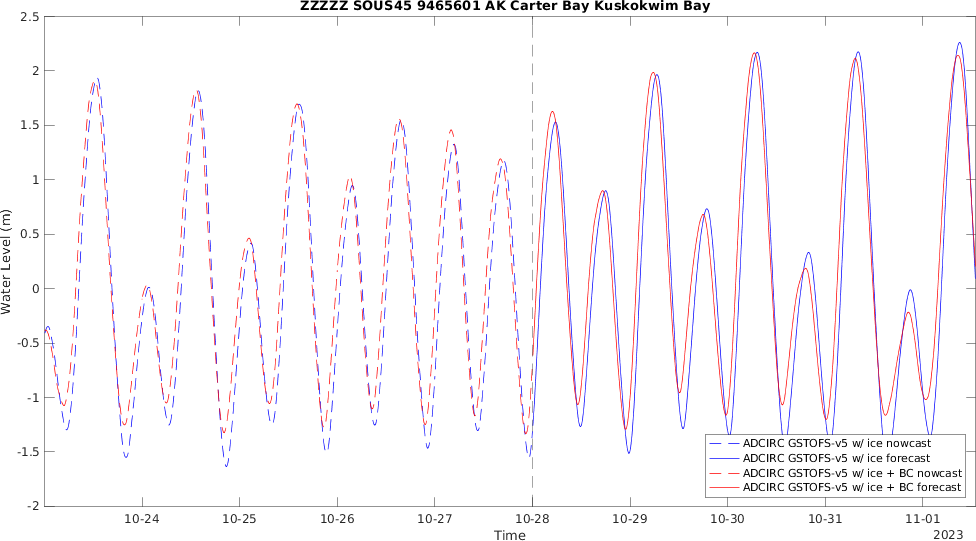 ZZZZZ SOUS45 9465601 AK Carter Bay Kuskokwim Bay
2.5
2
1.5
1
0.5
0
-0.5
-1
-1.5
-2
Water Level (m)
ADCIRC GSTOFS-v5 w/ ice nowcast
ADCIRC GSTOFS-v5 w/ ice forecast
ADCIRC GSTOFS-v5 w/ ice + BC nowcast
ADCIRC GSTOFS-v5 w/ ice + BC forecast
10-24 10-25 10-26 10-27 10-28 10-29 10-30 10-31 11-01
Time
2023